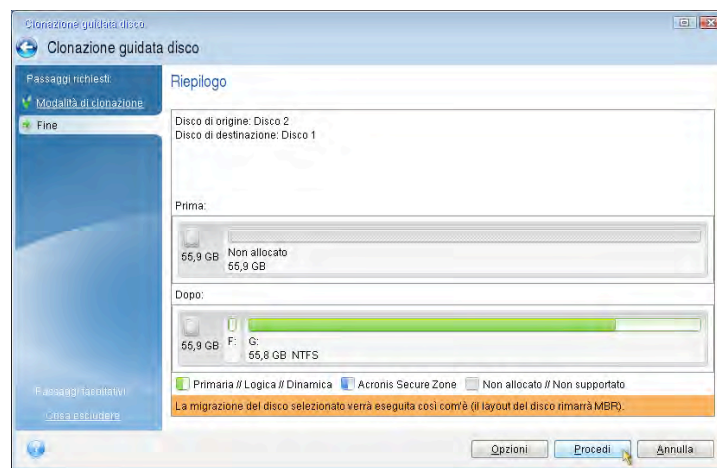 Clonazione guidata disco
Clonazione guidata disco
Passaggi richiesti:
Modalità di clonazione
Fine
Riepilogo
Disco di origine: Disco 2
Disco di destinazione: Disco 1
Prima:
55,9 GB
Non allocato
55,9 GB
Dopo:
55,9 GB
F:
G:
55,8 GB NTFS
Primaria // Logica // Dinamica
Acronis Secure Zone
Non allocato // Non supportato
La migrazione del disco selezionato verrà eseguita così com'è (il layout del disco rimarrà MBR).
Passaggi facoltativi:
Cosa escludere
Opzioni
Procedi
Annulla